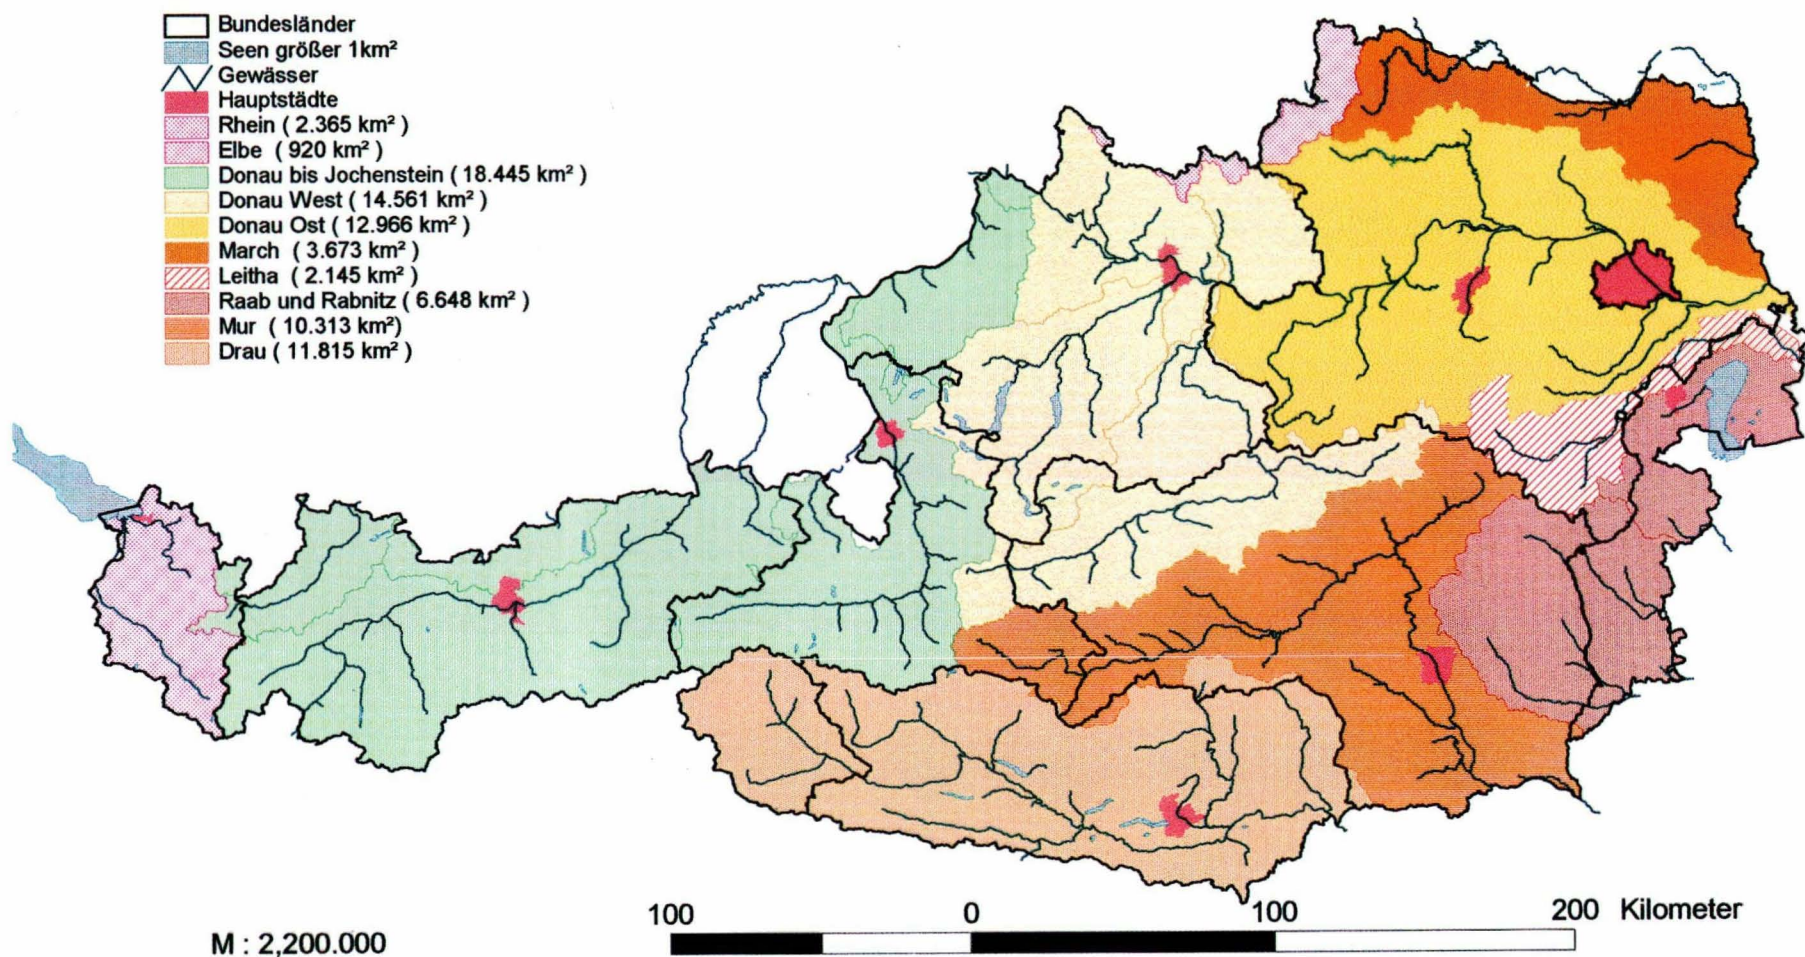 Bundesländer
Seen größer 1km²
Gewässer
Hauptstädte
Rhein ( 2.365 km² )
Elbe ( 920 km² )
Donau bis Jochenstein ( 18.445 km² )
Donau West ( 14.561 km² )
Donau Ost ( 12.966 km² )
March ( 3.673 km² )
Leitha ( 2.145 km² )
Raab und Rabnitz ( 6.648 km² )
Mur ( 10.313 km²)
Drau ( 11.815 km² )
100 0 100 200 Kilometer
M : 2,200.000